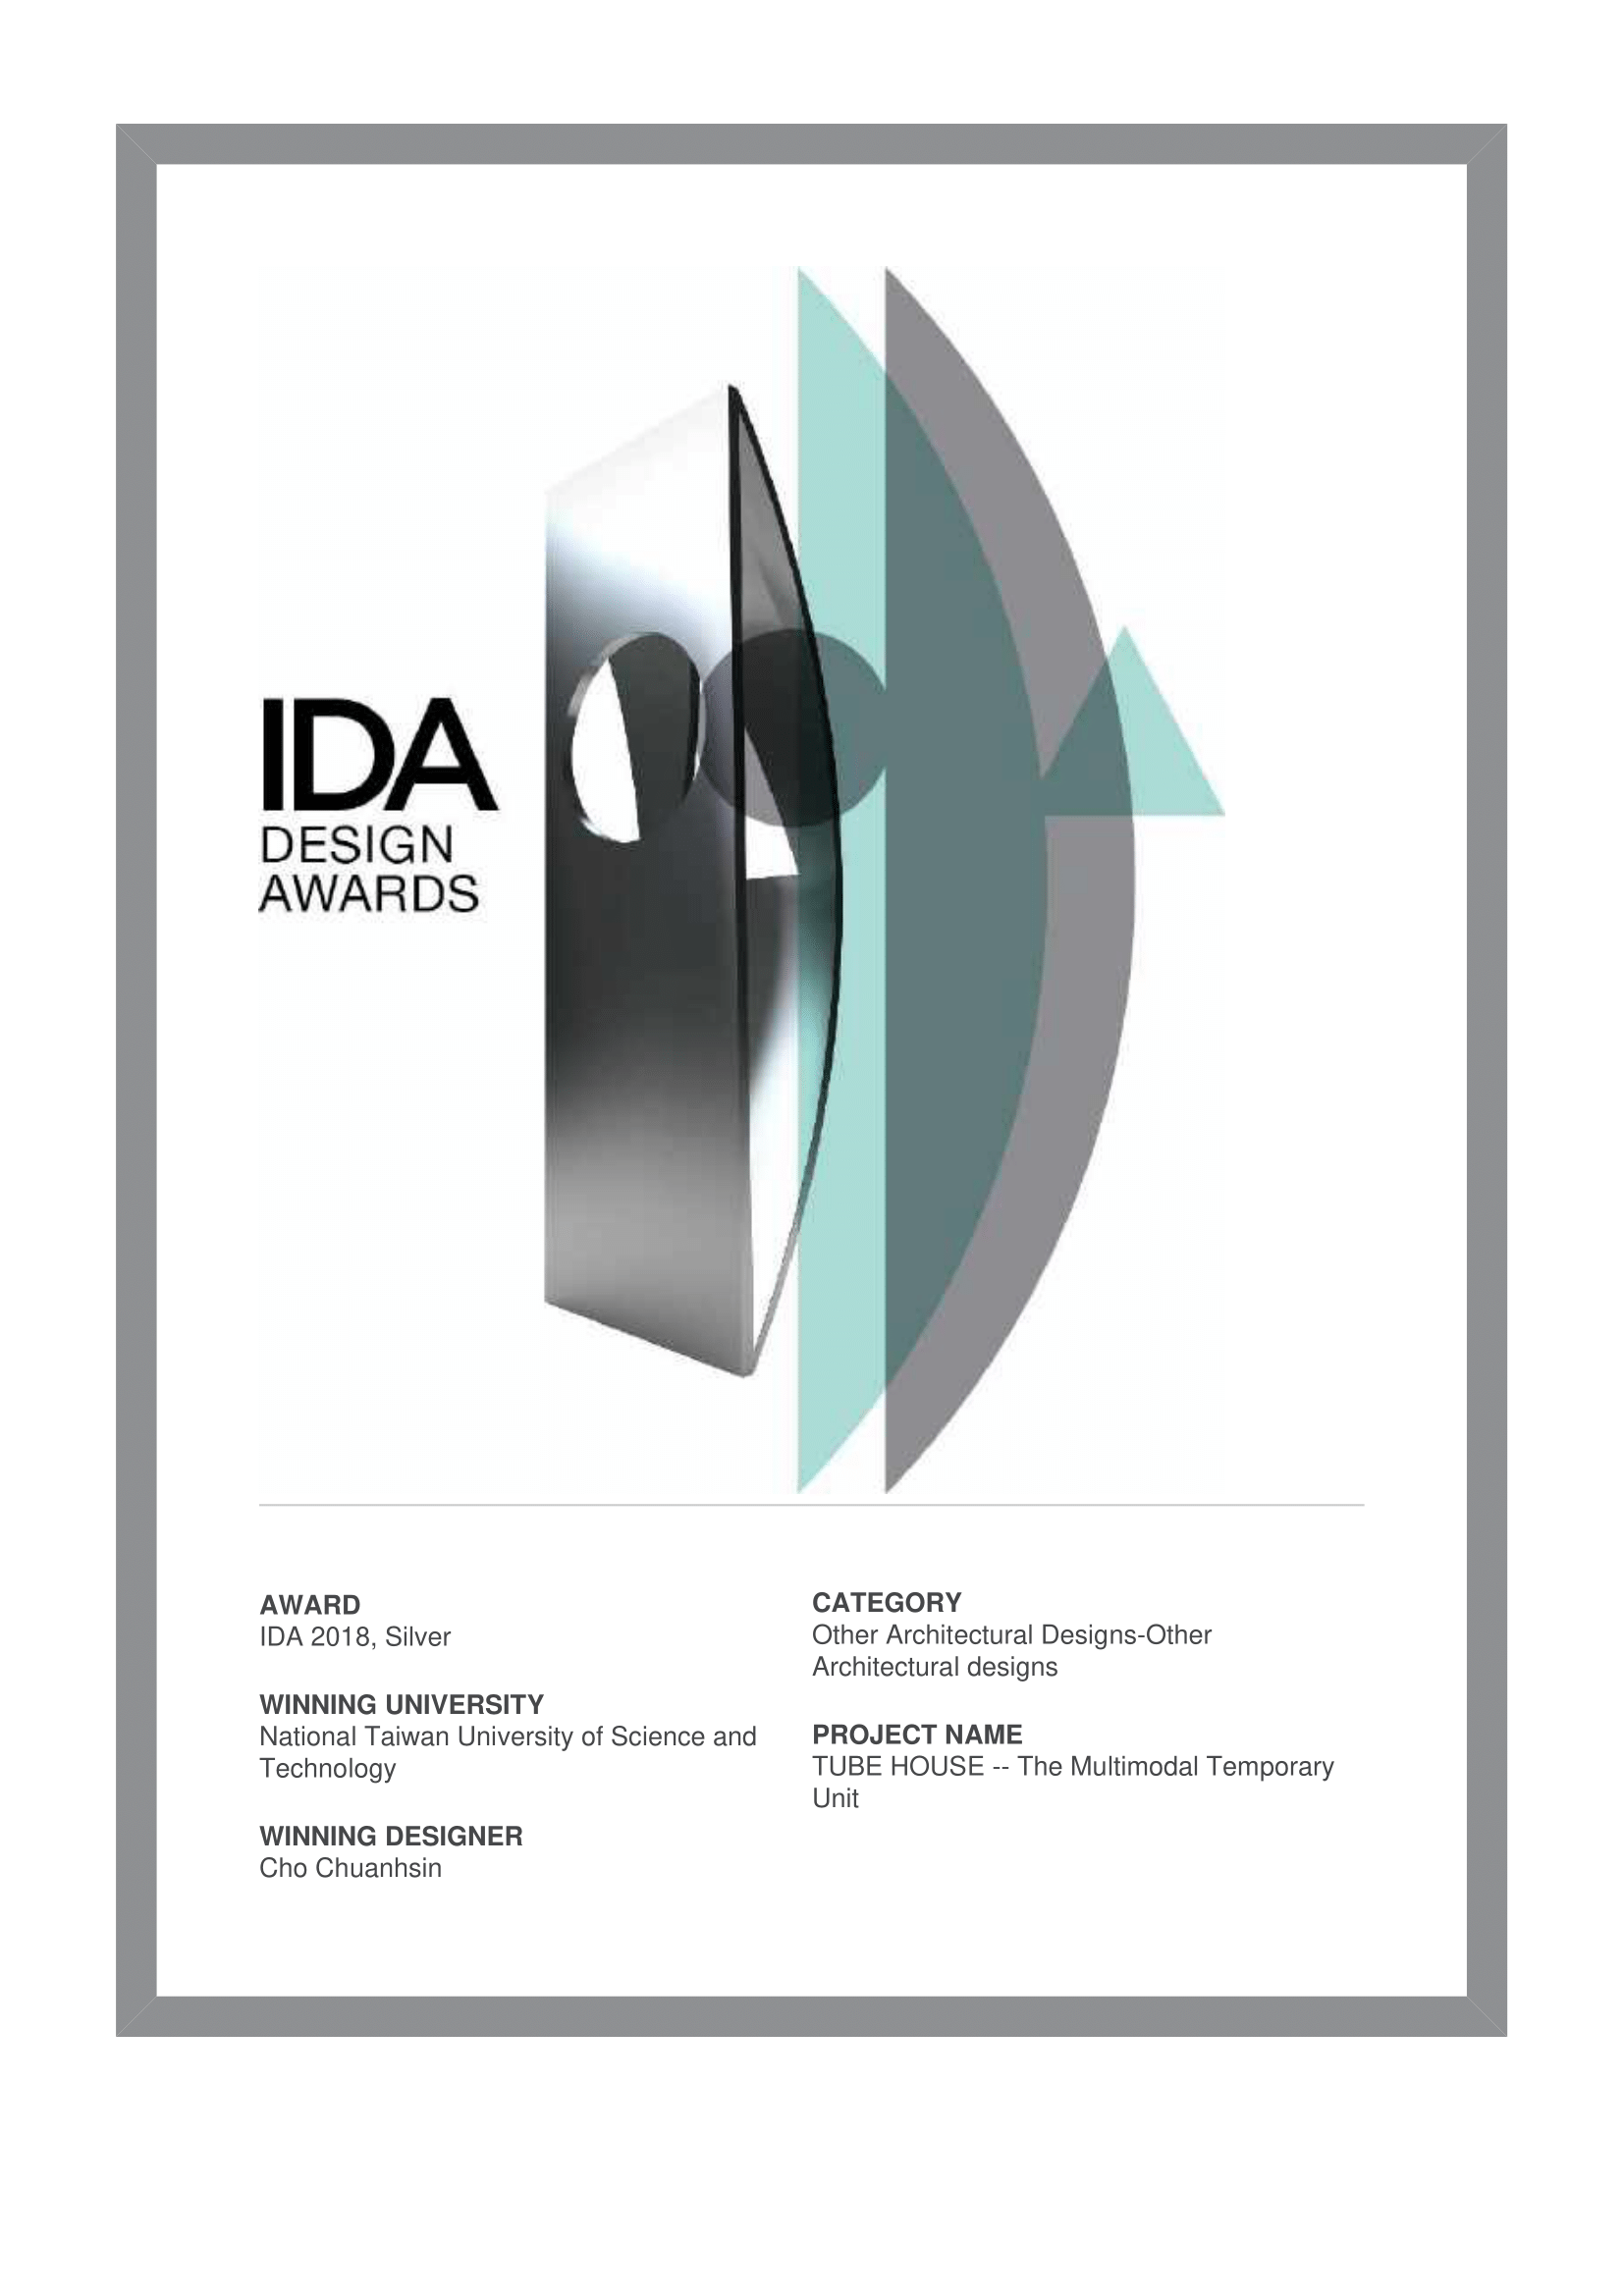 IDA
DESIGN
AWARDS
AWARD
IDA 2018, Silver
WINNING UNIVERSITY
National Taiwan University of Science and
Technology
WINNING DESIGNER
Cho Chuanhsin
CATEGORY
Other Architectural Designs-Other
Architectural designs
PROJECT NAME
TUBE HOUSE -- The Multimodal Temporary
Unit